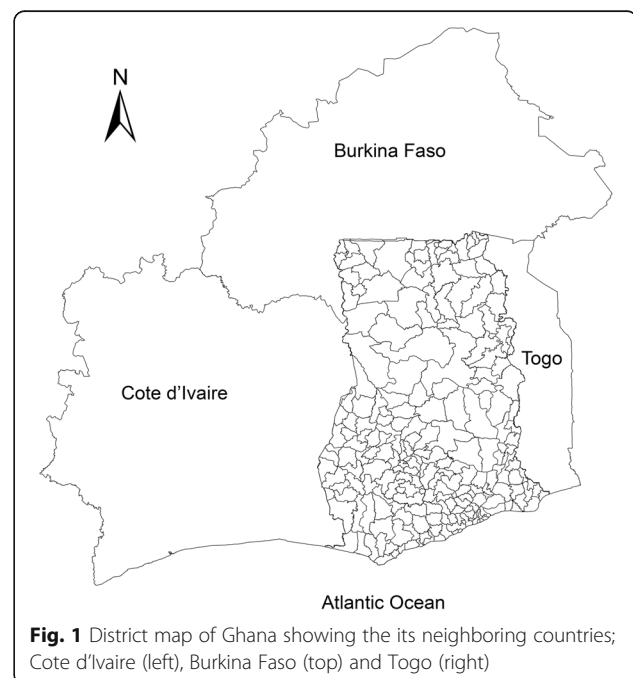 N
Burkina Faso
Togo
Cote d'Ivaire
Atlantic Ocean
Fig. 1 District map of Ghana showing the its neighboring countries;
Cote d'Ivaire (left), Burkina Faso (top) and Togo (right)